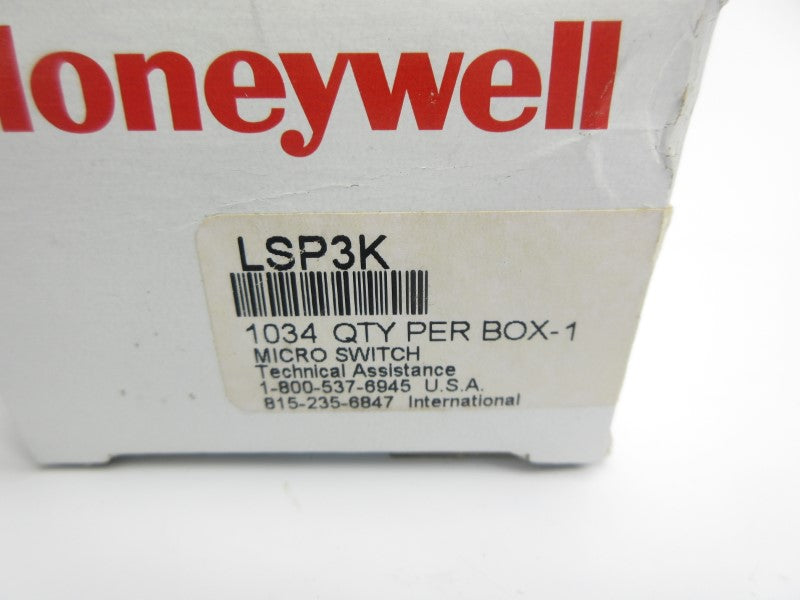 Honeywell
LSP3K
1034 QTY PER BOX-1
MICRO SWITCH
Technical Assistance
1-800-537-6945 U.S.A.
815-235-6847 International